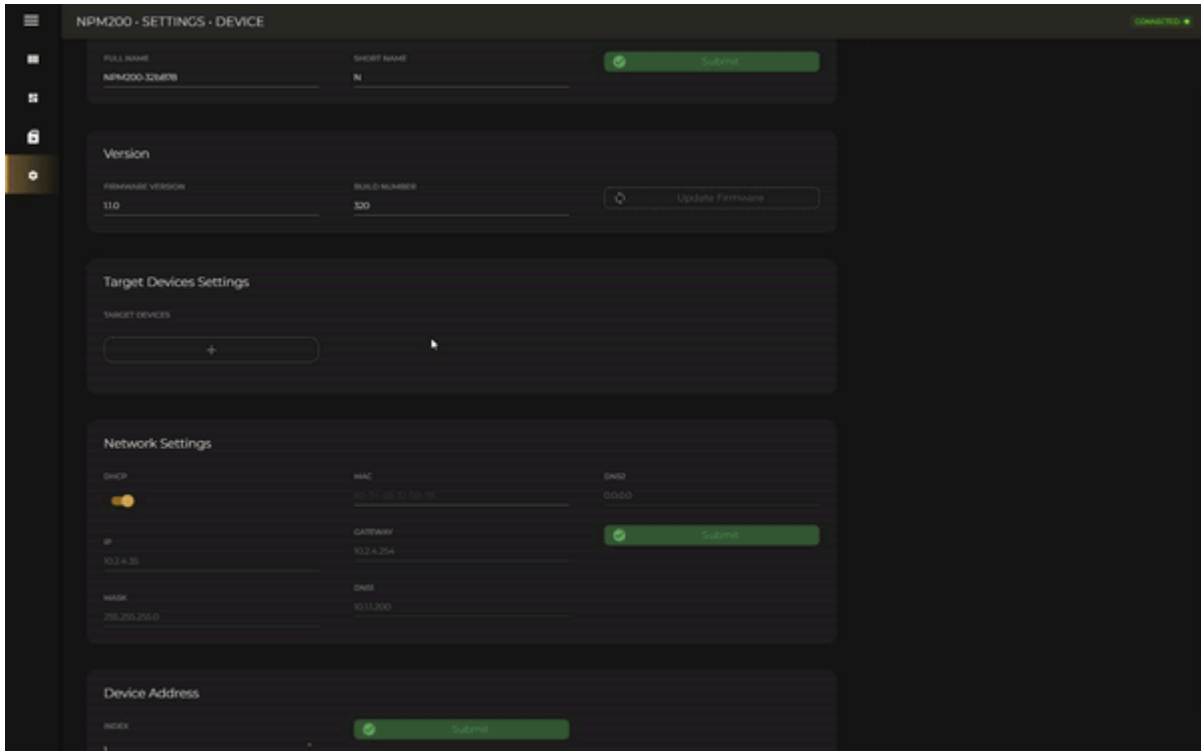 NPM200 • SETTINGS • DEVICE
CONNECTED
FULL NAME
NPM200-32b878
SHORT NAME
N
Submit
Version
FIRMWARE VERSION
1.1.0
BUILD NUMBER
320
Update Firmware
Target Devices Settings
TARGET DEVICES
+
Network Settings
DHCP
MAC
DNS2
0.0.0.0
IP
10.2.4.35
GATEWAY
10.2.4.254
Submit
MASK
255.255.255.0
DNS1
10.1.1.200
Device Address
INDEX
1
Submit